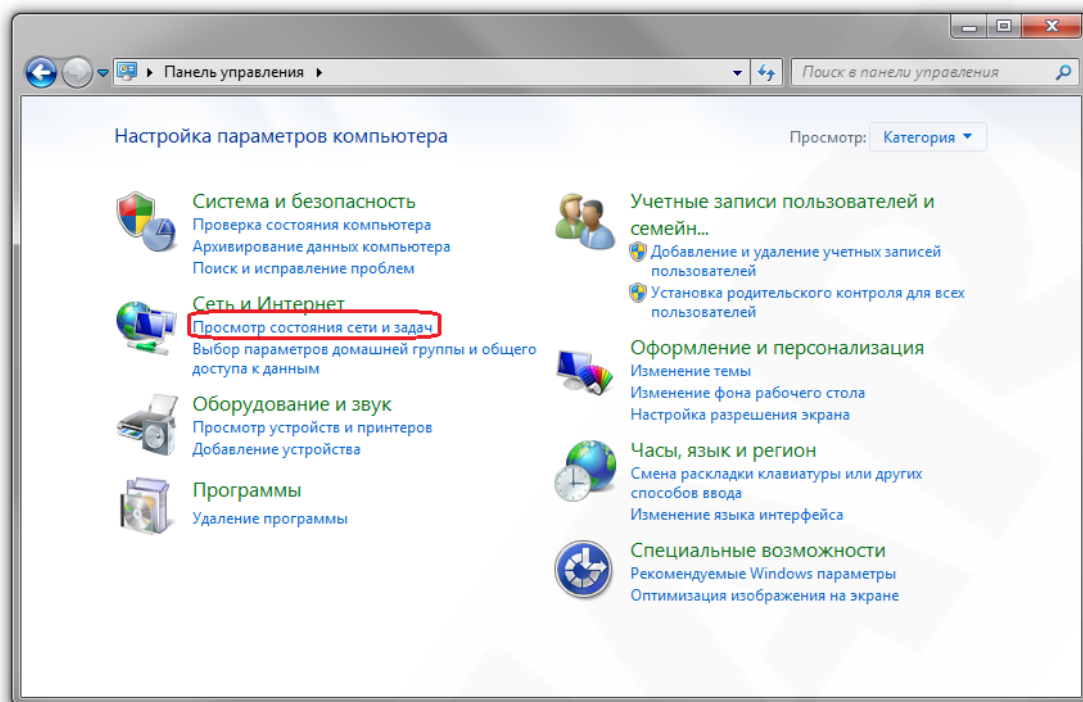 Панель управления
Поиск в панели управления
Настройка параметров компьютера
Просмотр: Категория
Система и безопасность
Проверка состояния компьютера
Архивирование данных компьютера
Поиск и исправление проблем
Сеть и Интернет
Просмотр состояния сети и задач
Выбор параметров домашней группы и общего
доступа к данным
Оборудование и звук
Просмотр устройств и принтеров
Добавление устройства
Программы
Удаление программы
Учетные записи пользователей и
семейн...
Добавление и удаление учетных записей
пользователей
Установка родительского контроля для всех
пользователей
Оформление и персонализация
Изменение темы
Изменение фона рабочего стола
Настройка разрешения экрана
Часы, язык и регион
Смена раскладки клавиатуры или других
способов ввода
Изменение языка интерфейса
Специальные возможности
Рекомендуемые Windows параметры
Оптимизация изображения на экране